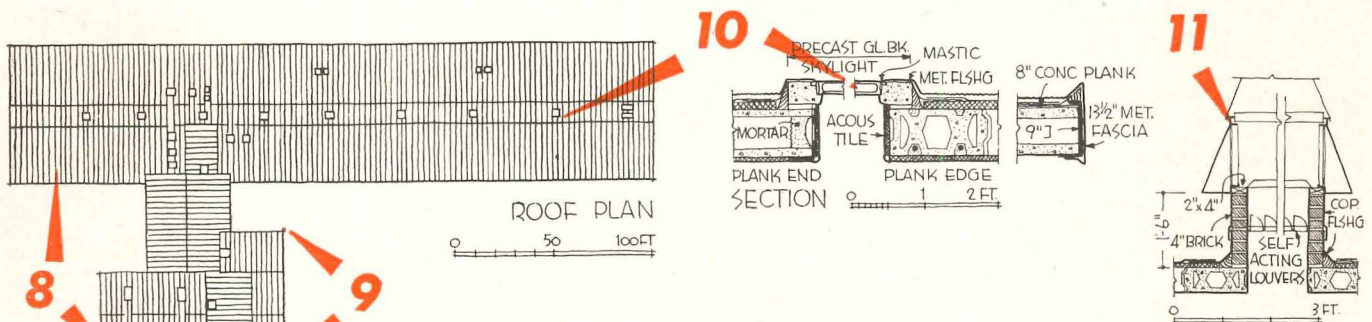 8
9
ROOF PLAN
0 50 100FT
10
PRECAST GL.BK.
SKYLIGHT
MASTIC
MET. FLSHG
8" CONC PLANK
MORTAR
ACOUS
TILE
9"]
13½" MET.
FASCIA
PLANK END
PLANK EDGE
SECTION
0 1 2 FT.
11
2"x4"
1'-6"
4" BRICK
SELF
ACTING
LOUVERS
COP.
FLSHG
0 3 FT.